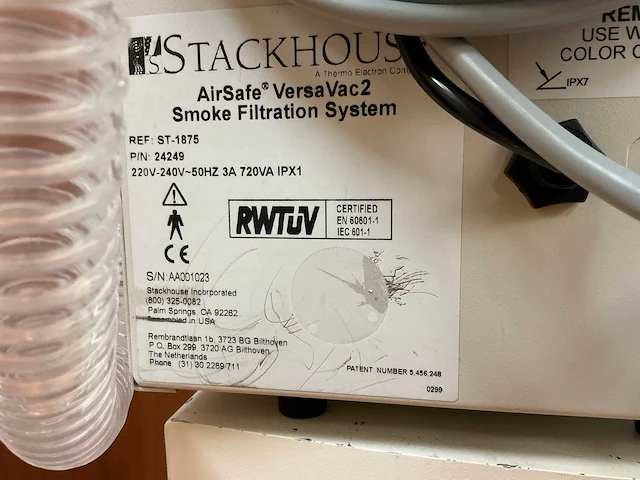 STACKHOUS
A Thermo Electron Comp
AirSafe® VersaVac2
Smoke Filtration System
REF: ST-1875
P/N: 24249
220V-240V~50HZ 3A 720VA IPX1
RWTÜV
CERTIFIED
EN 60601-1
IEC 601-1
CE
S/N: AA001023
Stackhouse Incorporated
(800) 325-0082
Palm Springs, CA 92262
Assembled in USA
Rembrandtlaan 1b, 3723 BG Bilthoven
P.O. Box 299, 3720 AG Bilthoven
The Netherlands
Phone (31) 30 2289 711
PATENT NUMBER 5,456,248
0299
REM
USE W
COLOR C
IPX7